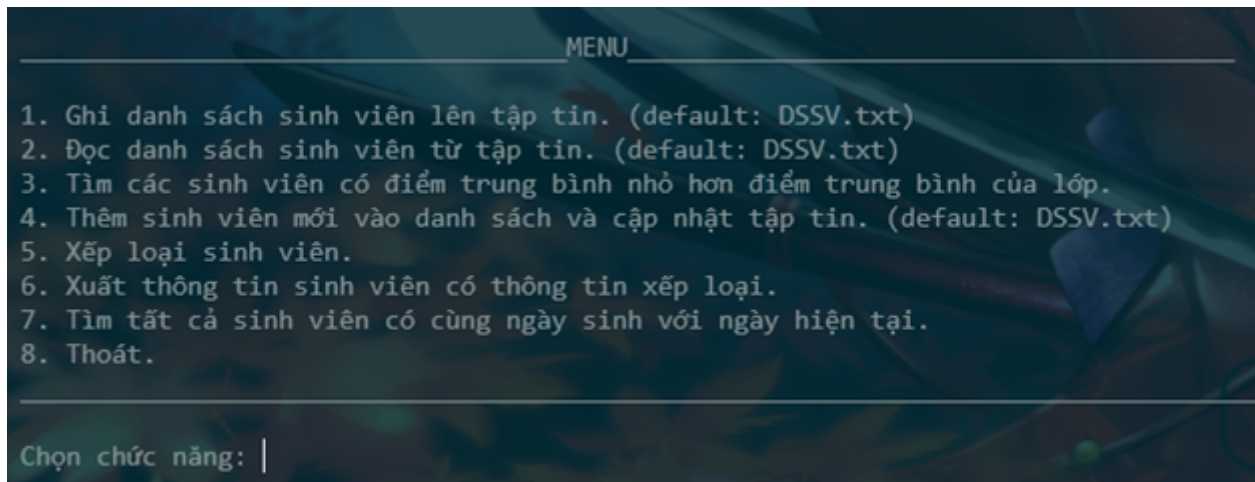 MENU
1. Ghi danh sách sinh viên lên tập tin. (default: DSSV.txt)
2. Đọc danh sách sinh viên từ tập tin. (default: DSSV.txt)
3. Tìm các sinh viên có điểm trung bình nhỏ hơn điểm trung bình của lớp.
4. Thêm sinh viên mới vào danh sách và cập nhật tập tin. (default: DSSV.txt)
5. Xếp loại sinh viên.
6. Xuất thông tin sinh viên có thông tin xếp loại.
7. Tìm tất cả sinh viên có cùng ngày sinh với ngày hiện tại.
8. Thoát.
Chọn chức năng: